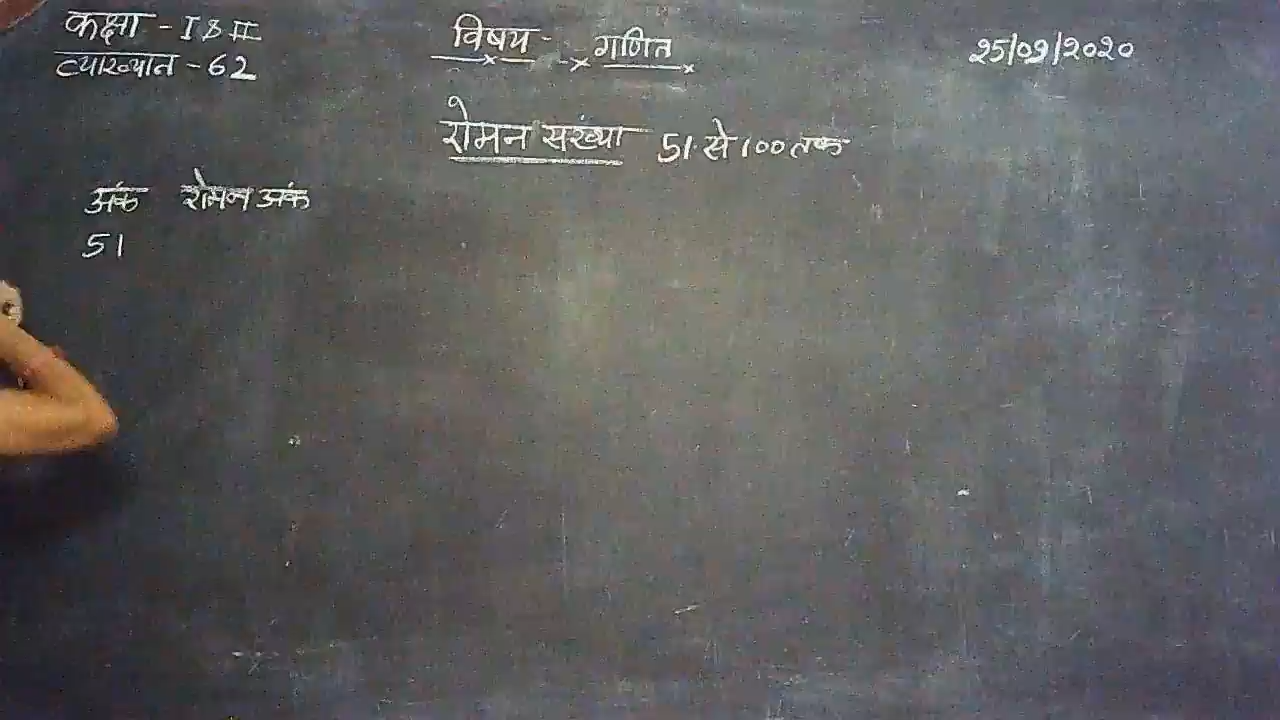 कक्षा - I & II
विषय - गणित
25/09/2020
व्याख्यान - 62
रोमन संख्या 51 से 100 तक
अंक रोमन अंक
51